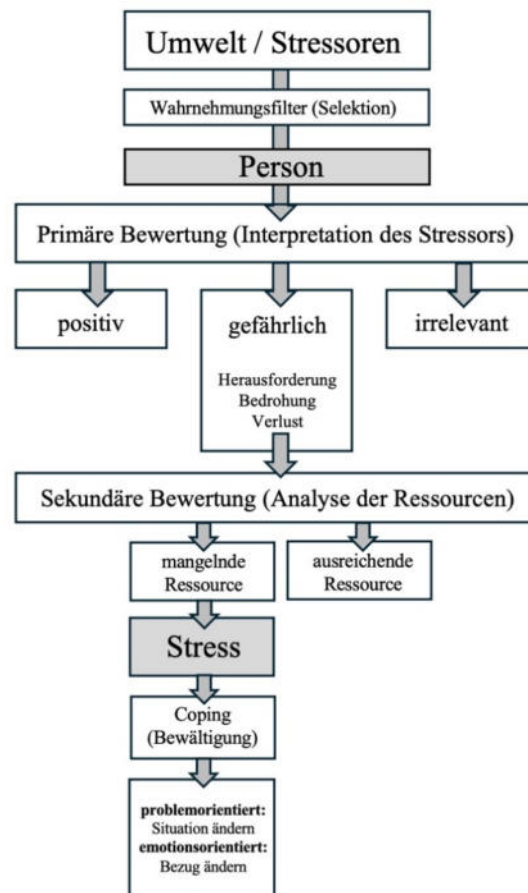 Umwelt / Stressoren
Wahrnehmungsfilter (Selektion)
Person
Primäre Bewertung (Interpretation des Stressors)
positiv
gefährlich
Herausforderung
Bedrohung
Verlust
irrelevant
Sekundäre Bewertung (Analyse der Ressourcen)
mangelnde
Ressource
ausreichende
Ressource
Stress
Coping
(Bewältigung)
problemorientiert:
Situation ändern
emotionsorientiert:
Bezug ändern